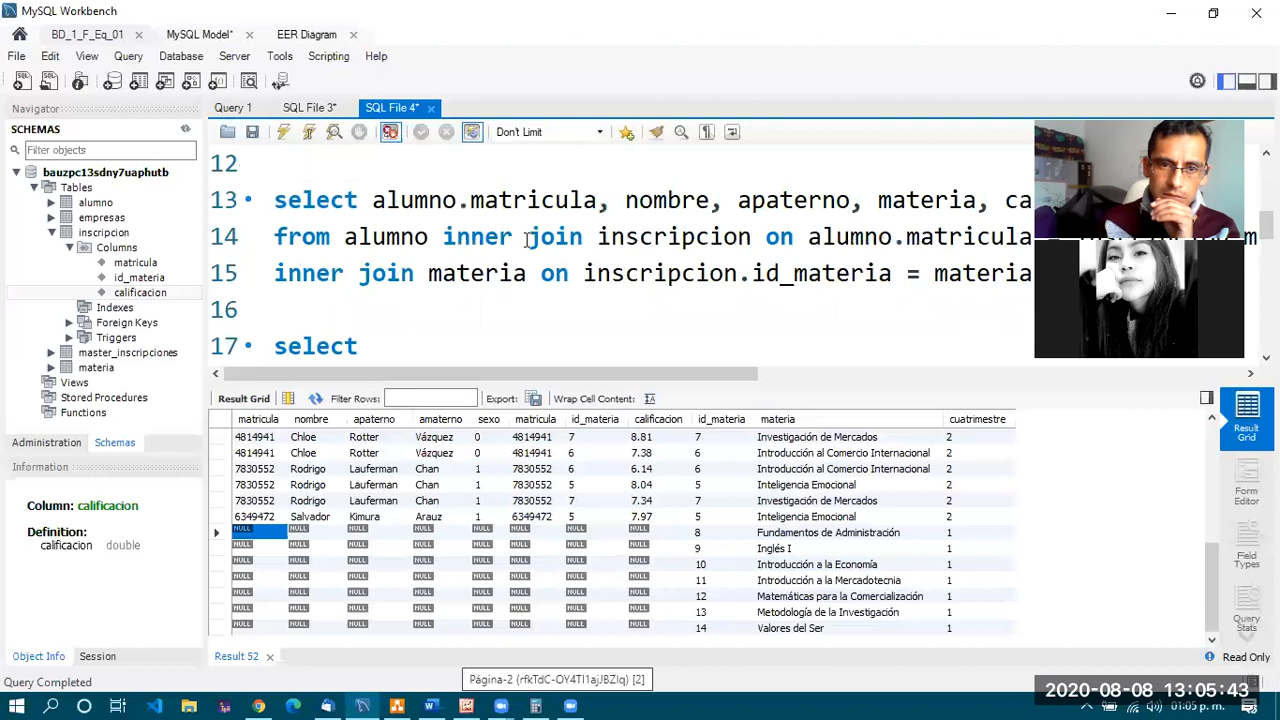 MySQL Workbench
BD_1_F_Eq_01 MySQL Model* EER Diagram
File Edit View Query Database Server Tools Scripting Help
Navigator
SCHEMAS
Filter objects
bauzpc13sdny7uaphutb
Tables
alumno
empresas
inscripcion
Columns
matricula
id_materia
calificacion
Indexes
Foreign Keys
Triggers
master_inscripciones
materia
Views
Stored Procedures
Functions
Administration Schemas
Information
Column: calificacion
Definition:
calificacion double
Object Info Session
Query Completed
Query 1 SQL File 3* SQL File 4*
Don't Limit
12
13 select alumno.matricula, nombre, apaterno, materia, ca
14 from alumno inner join inscripcion on alumno.matricula = m
15 inner join materia on inscripcion.id_materia = materia
16
17 select
Result Grid Filter Rows: Export: Wrap Cell Content:
matricula nombre apaterno amaterno sexo matricula id_materia calificacion id_materia materia cuatrimestre
4814941 Chloe Rotter Vázquez 0 4814941 7 8.81 7 Investigación de Mercados 2
4814941 Chloe Rotter Vázquez 0 4814941 6 7.38 6 Introducción al Comercio Internacional 2
7830552 Rodrigo Lauferman Chan 1 7830552 6 6.14 6 Introducción al Comercio Internacional 2
7830552 Rodrigo Lauferman Chan 1 7830552 5 8.04 5 Inteligencia Emocional 2
7830552 Rodrigo Lauferman Chan 1 7830552 7 7.34 7 Investigación de Mercados 2
6349472 Salvador Kimura Arauz 1 6349472 5 7.97 5 Inteligencia Emocional 2
NULL NULL NULL NULL NULL NULL NULL NULL 8 Fundamentos de Administración 1
NULL NULL NULL NULL NULL NULL NULL NULL 9 Inglés I 1
NULL NULL NULL NULL NULL NULL NULL NULL 10 Introducción a la Economía 1
NULL NULL NULL NULL NULL NULL NULL NULL 11 Introducción a la Mercadotecnia 1
NULL NULL NULL NULL NULL NULL NULL NULL 12 Matemáticas para la Comercialización 1
NULL NULL NULL NULL NULL NULL NULL NULL 13 Metodología de la Investigación 1
NULL NULL NULL NULL NULL NULL NULL NULL 14 Valores del Ser 1
Result Grid
Form Editor
Field Types
Query Stats
Result 52
Read Only
Página-2 (rfkTdC-OY4TI1ajJBZIq) [2]
2020-08-08 13:05:43
01:05 p. m.